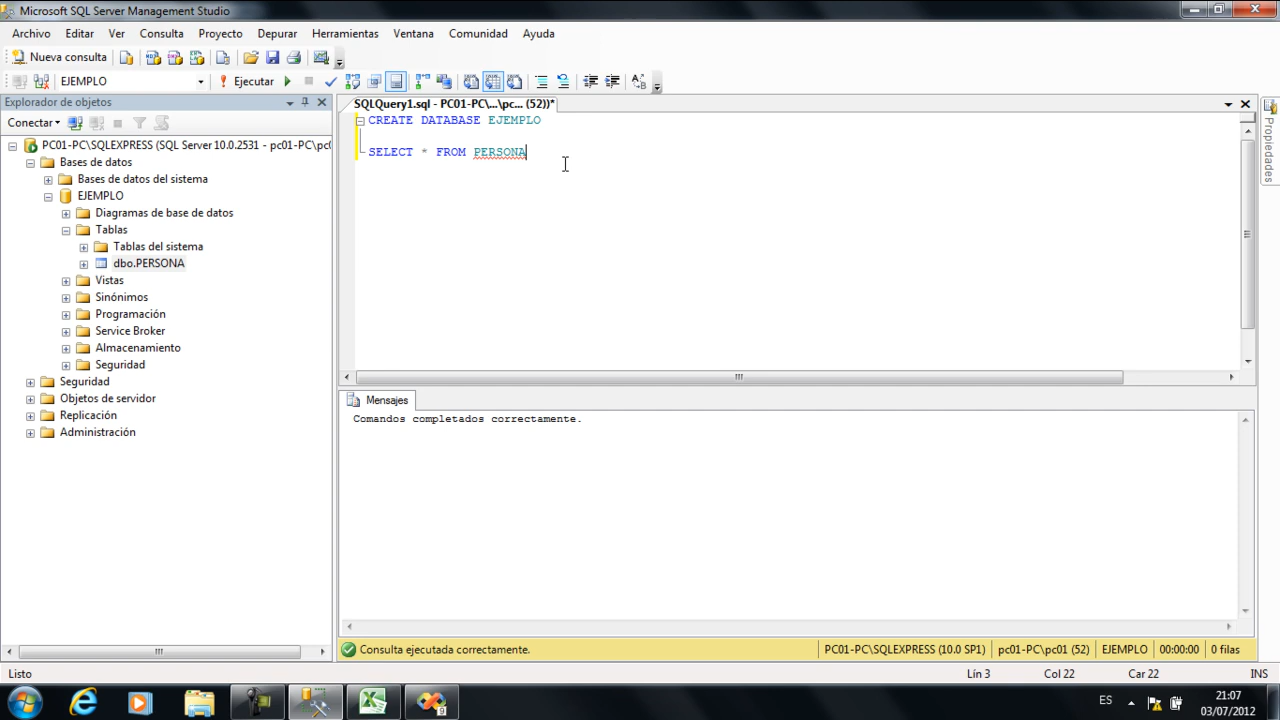 Microsoft SQL Server Management Studio
Archivo Editar Ver Consulta Proyecto Depurar Herramientas Ventana Comunidad Ayuda
Nueva consulta
EJEMPLO Ejecutar
Explorador de objetos
SQLQuery1.sql - PC01-PC\...\pc... (52))*
Conectar
PC01-PC\SQLEXPRESS (SQL Server 10.0.2531 - pc01-PC\pc0
Bases de datos
Bases de datos del sistema
EJEMPLO
Diagramas de base de datos
Tablas
Tablas del sistema
dbo.PERSONA
Vistas
Sinónimos
Programación
Service Broker
Almacenamiento
Seguridad
Seguridad
Objetos de servidor
Replicación
Administración
CREATE DATABASE EJEMPLO
SELECT * FROM PERSONA
Propiedades
Mensajes
Comandos completados correctamente.
Consulta ejecutada correctamente. PC01-PC\SQLEXPRESS (10.0 SP1) pc01-PC\pc01 (52) EJEMPLO 00:00:00 0 filas
Listo Lín 3 Col 22 Car 22 INS
9
ES
21:07
03/07/2012